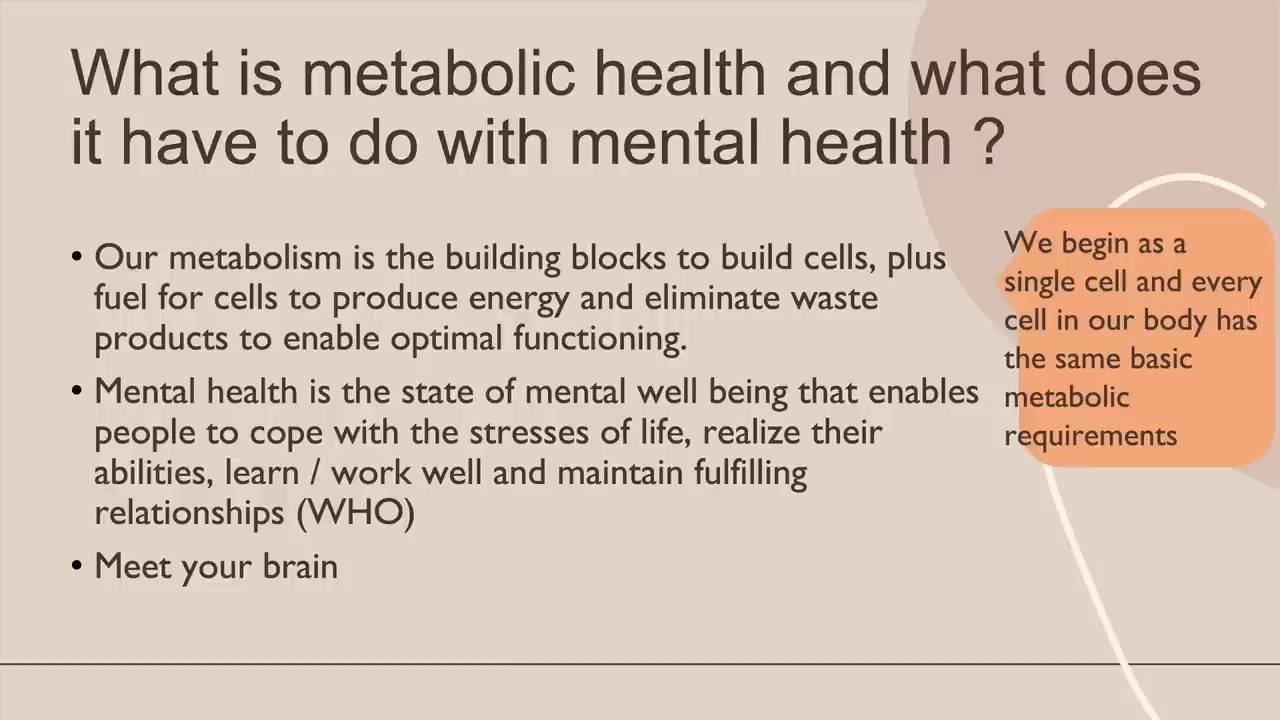 What is metabolic health and what does
it have to do with mental health ?
• Our metabolism is the building blocks to build cells, plus
fuel for cells to produce energy and eliminate waste
products to enable optimal functioning.
• Mental health is the state of mental well being that enables
people to cope with the stresses of life, realize their
abilities, learn / work well and maintain fulfilling
relationships (WHO)
• Meet your brain
We begin as a
single cell and every
cell in our body has
the same basic
metabolic
requirements